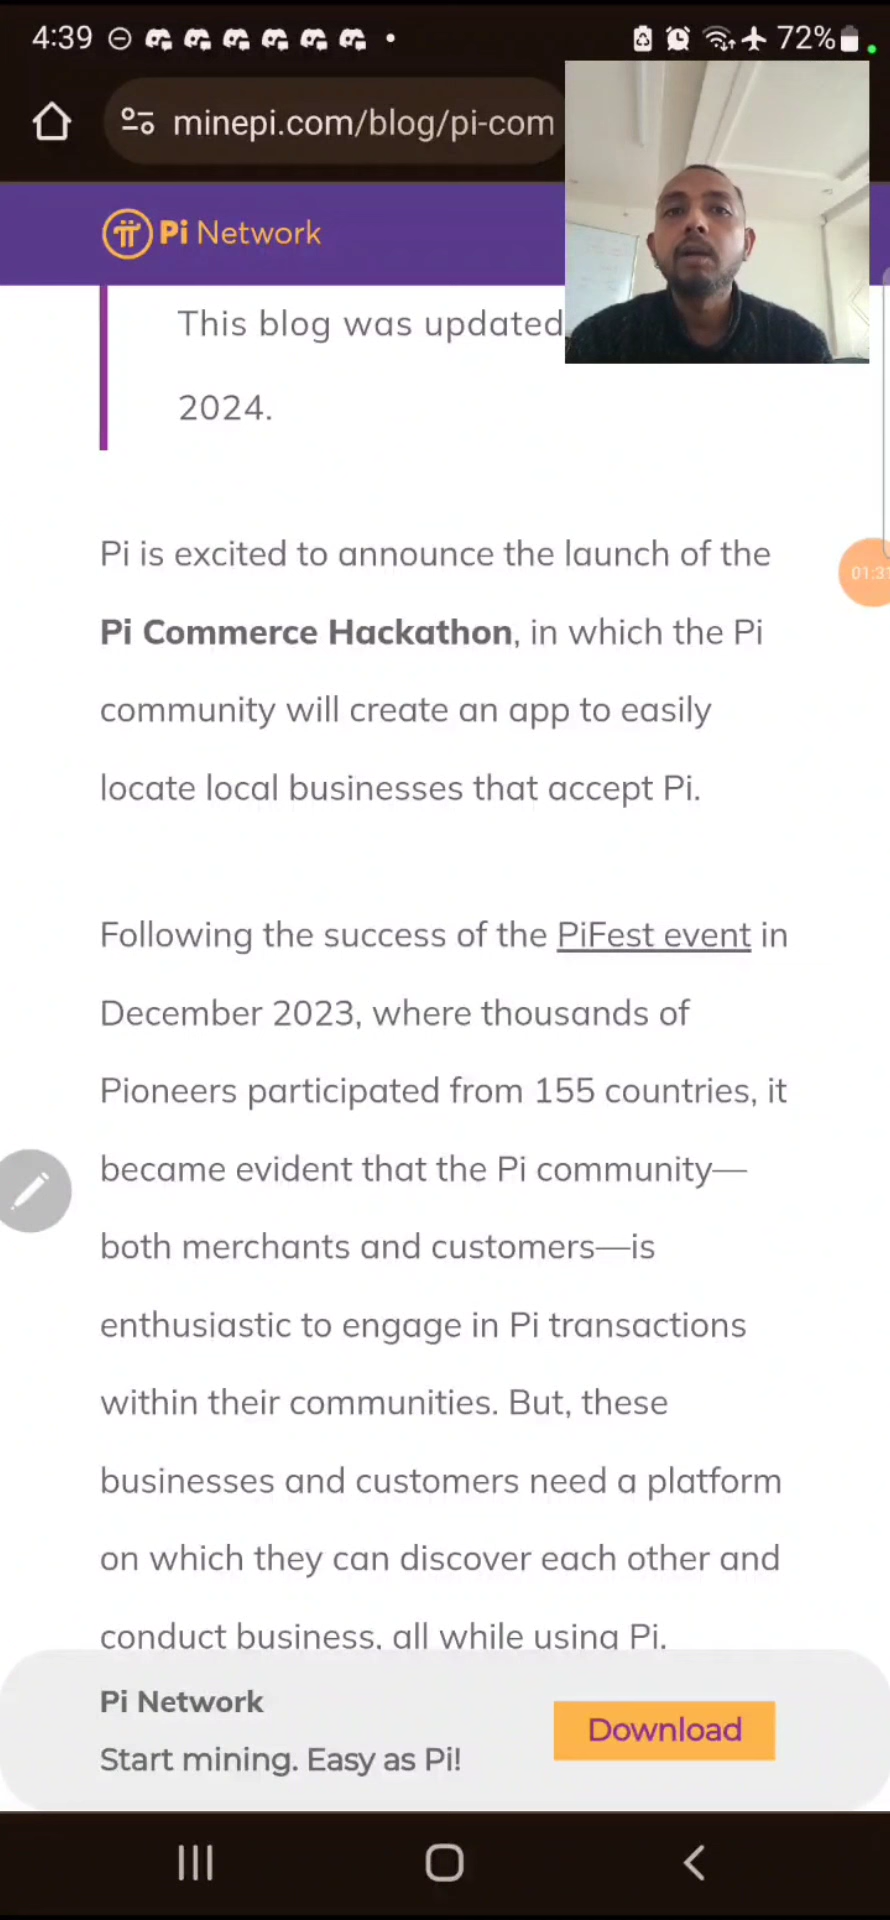 4:39
72%
minepi.com/blog/pi-com
Pi Network
This blog was updated
2024.
Pi is excited to announce the launch of the
Pi Commerce Hackathon, in which the Pi
community will create an app to easily
locate local businesses that accept Pi.
01:3
Following the success of the PiFest event in
December 2023, where thousands of
Pioneers participated from 155 countries, it
became evident that the Pi community—
both merchants and customers—is
enthusiastic to engage in Pi transactions
within their communities. But, these
businesses and customers need a platform
on which they can discover each other and
conduct business, all while using Pi.
Pi Network
Download
Start mining. Easy as Pi!